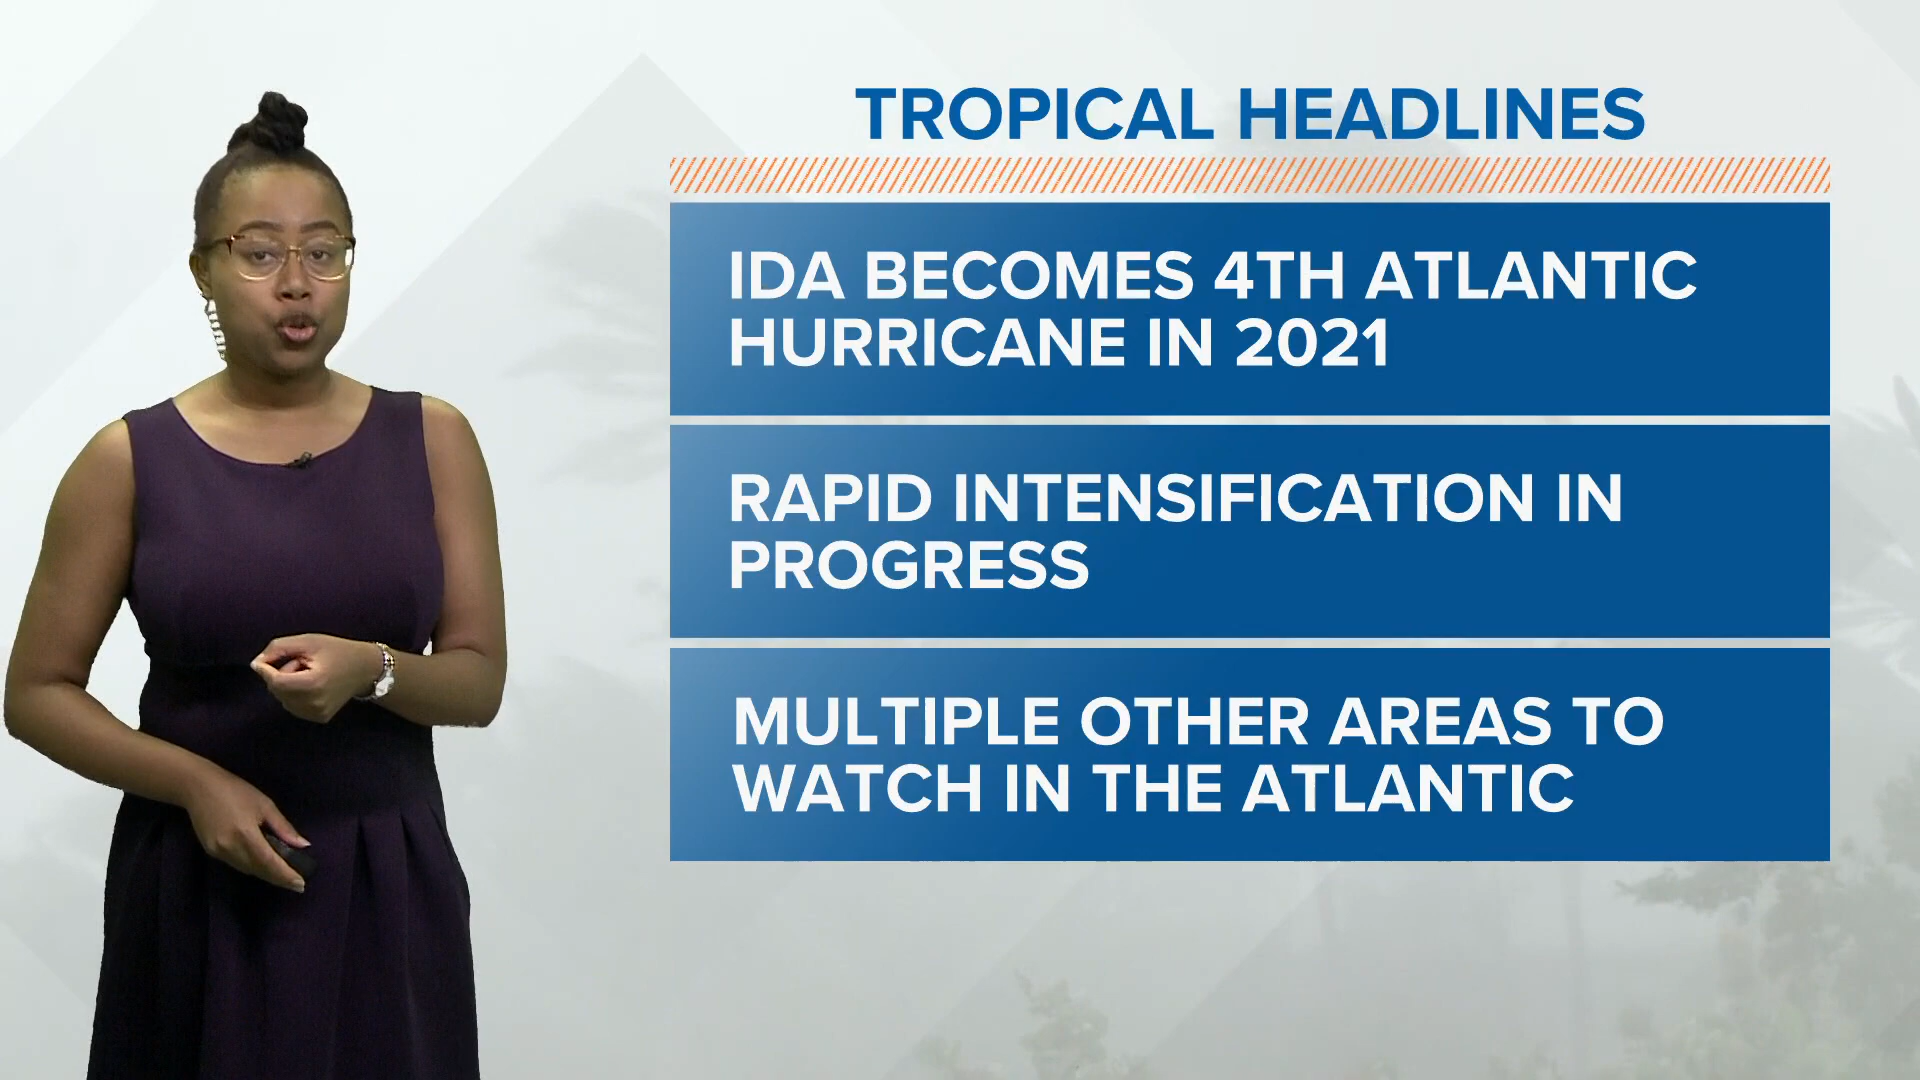 TROPICAL HEADLINES
IDA BECOMES 4TH ATLANTIC
HURRICANE IN 2021
RAPID INTENSIFICATION IN
PROGRESS
MULTIPLE OTHER AREAS TO
WATCH IN THE ATLANTIC